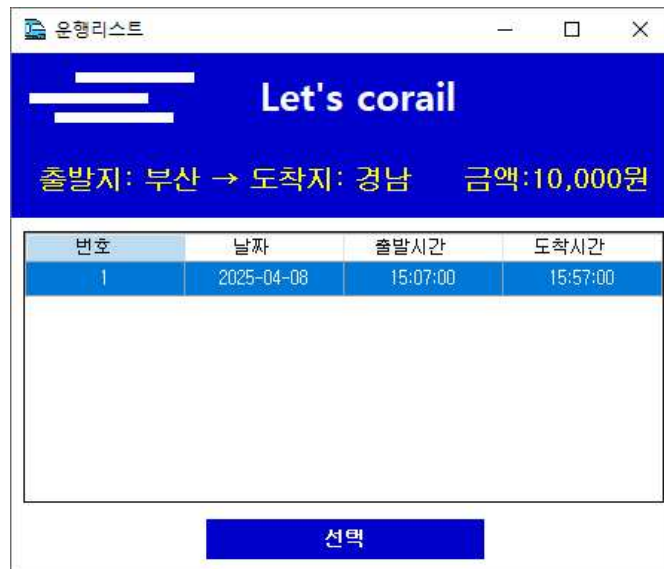 운행리스트
Let's corail
출발지: 부산 → 도착지: 경남 금액:10,000원
번호 날짜 출발시간 도착시간
1 2025-04-08 15:07:00 15:57:00
선택